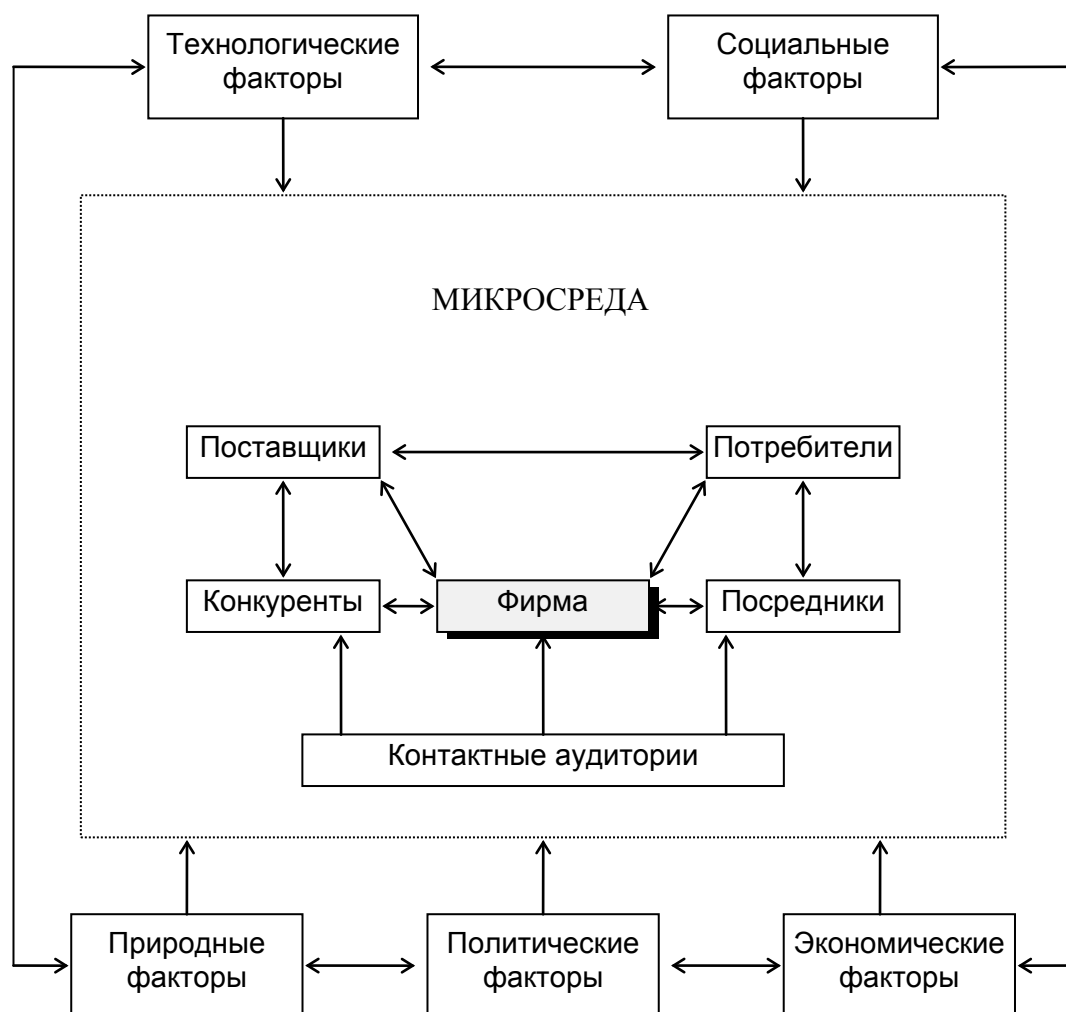 Технологические
факторы
Социальные
факторы
МИКРОСРЕДА
Поставщики
Потребители
Конкуренты
Фирма
Посредники
Контактные аудитории
Природные
факторы
Политические
факторы
Экономические
факторы